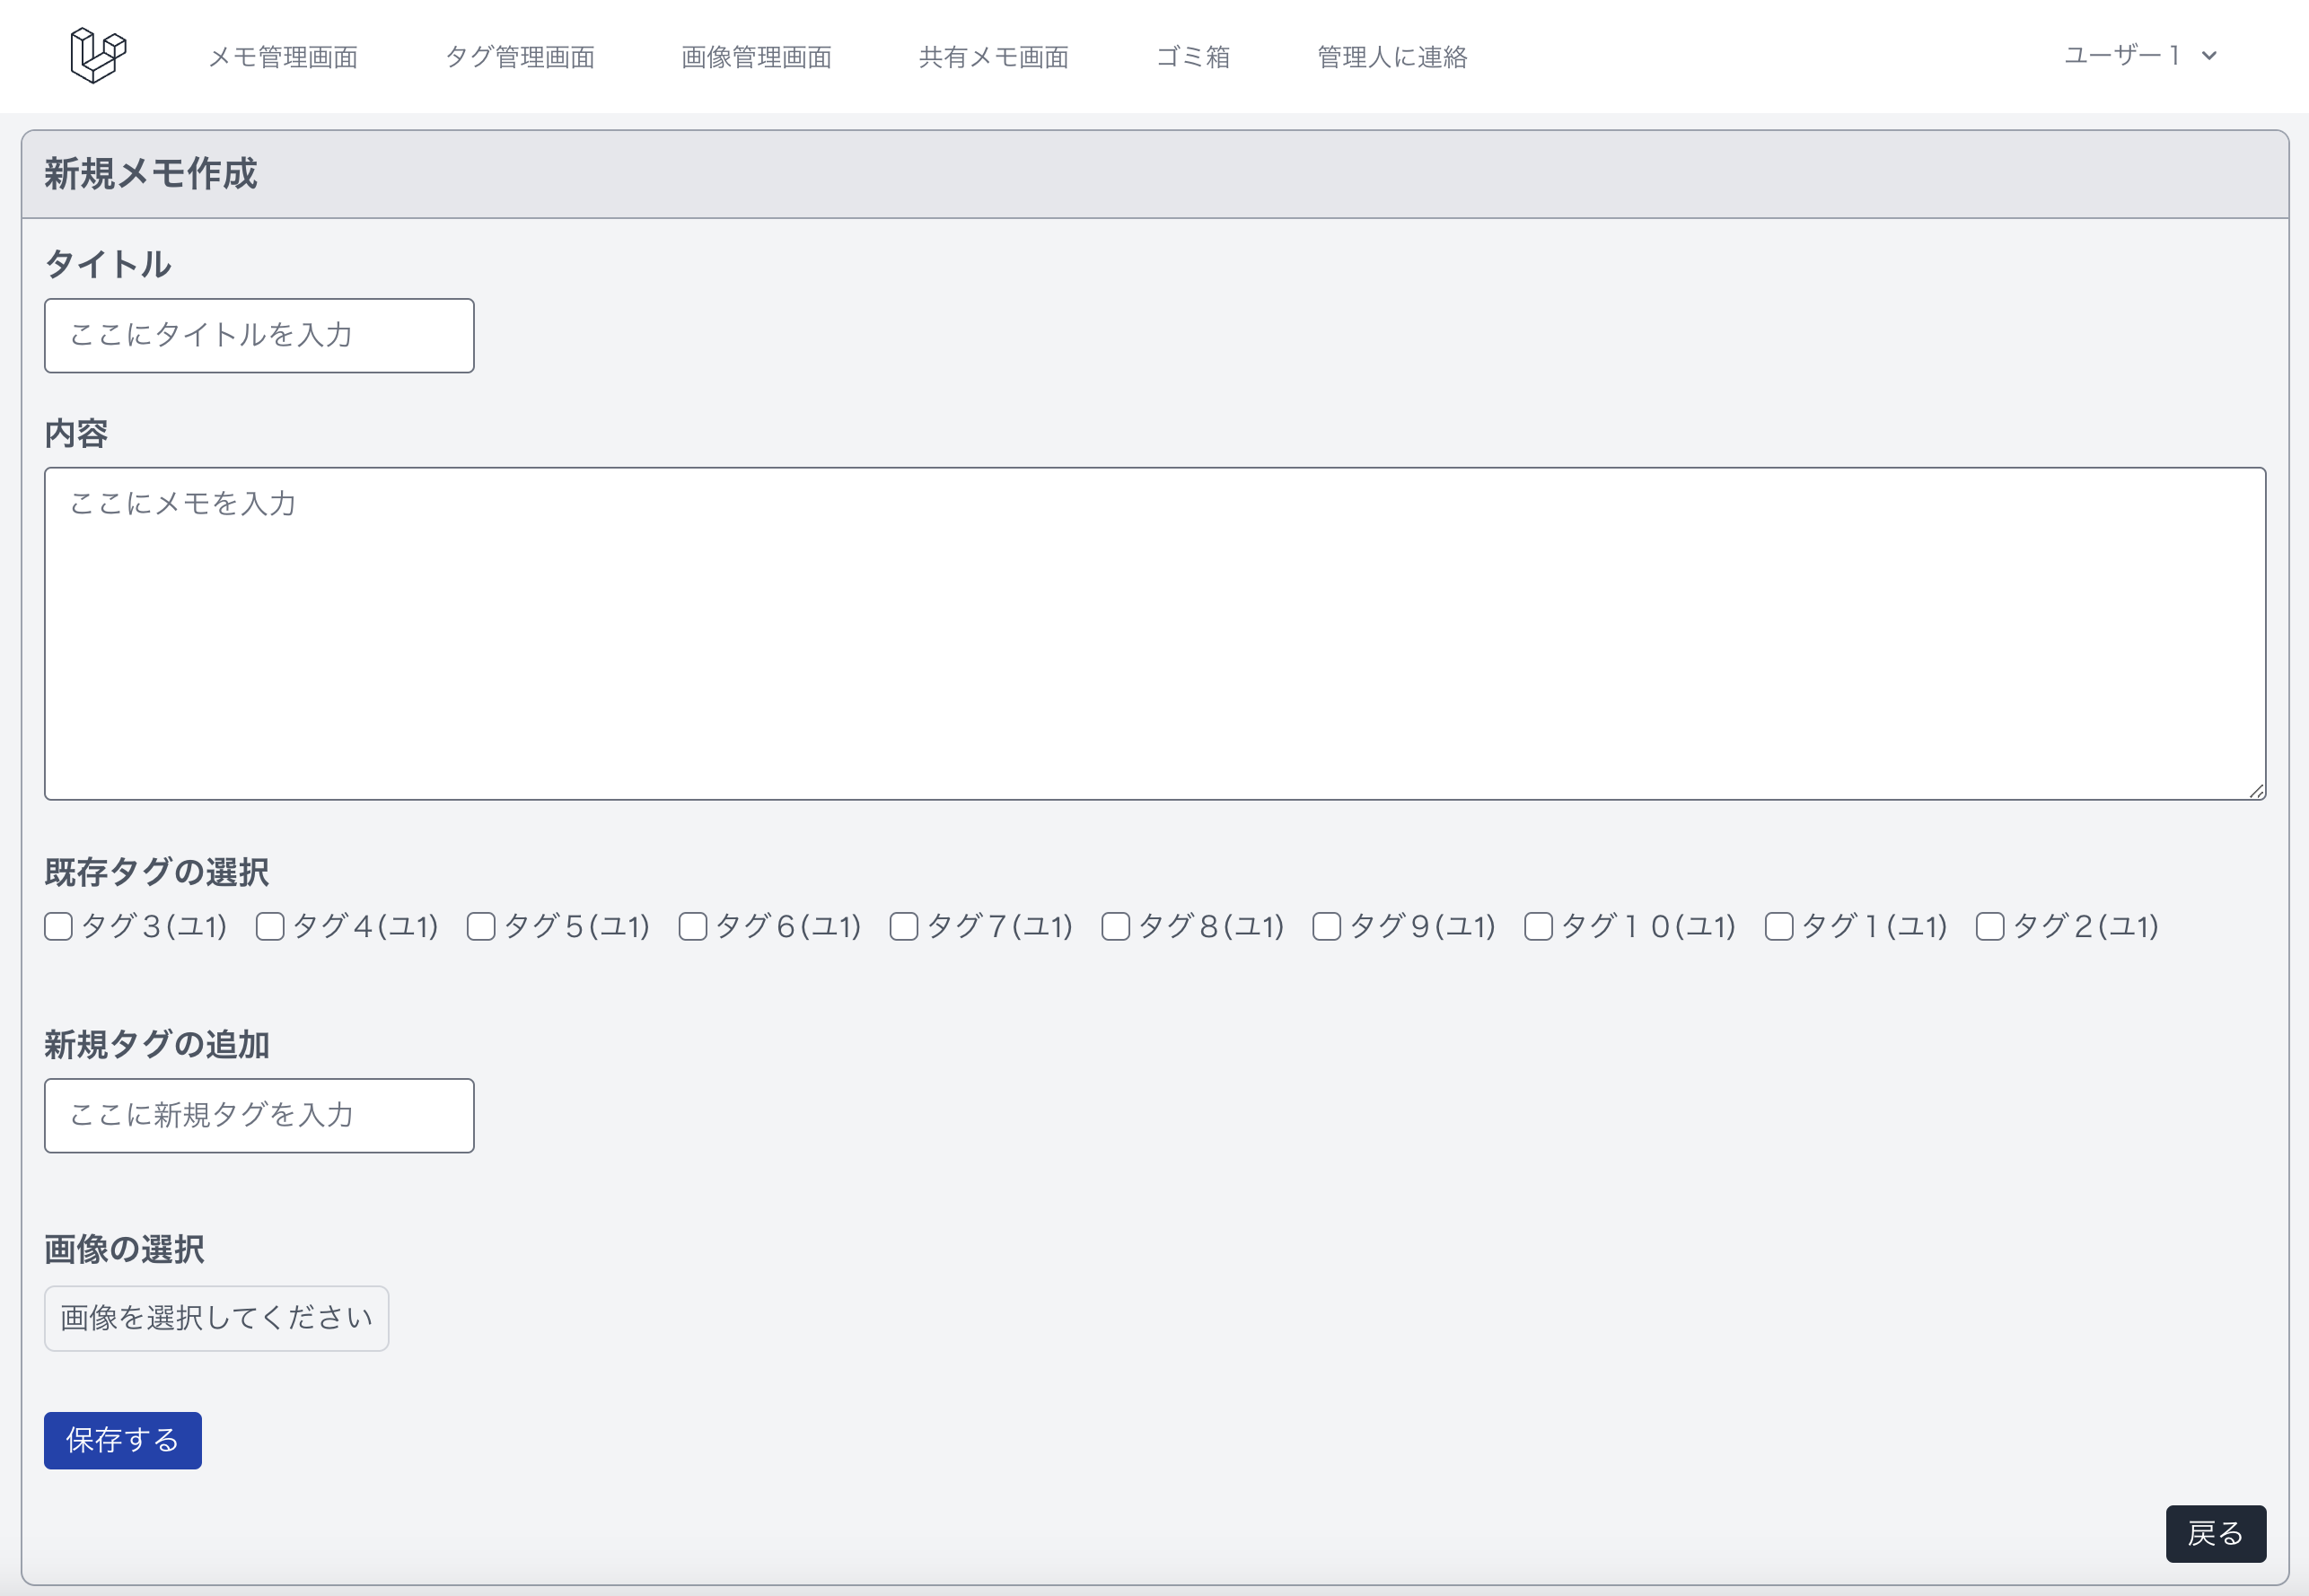 メモ管理画面 タグ管理画面 画像管理画面 共有メモ画面 ゴミ箱 管理人に連絡 ユーザー１
新規メモ作成
タイトル
ここにタイトルを入力
内容
ここにメモを入力
既存タグの選択
タグ３(ユ1) タグ４(ユ1) タグ５(ユ1) タグ６(ユ1) タグ７(ユ1) タグ８(ユ1) タグ９(ユ1) タグ１０(ユ1) タグ１(ユ1) タグ２(ユ1)
新規タグの追加
ここに新規タグを入力
画像の選択
画像を選択してください
保存する
戻る